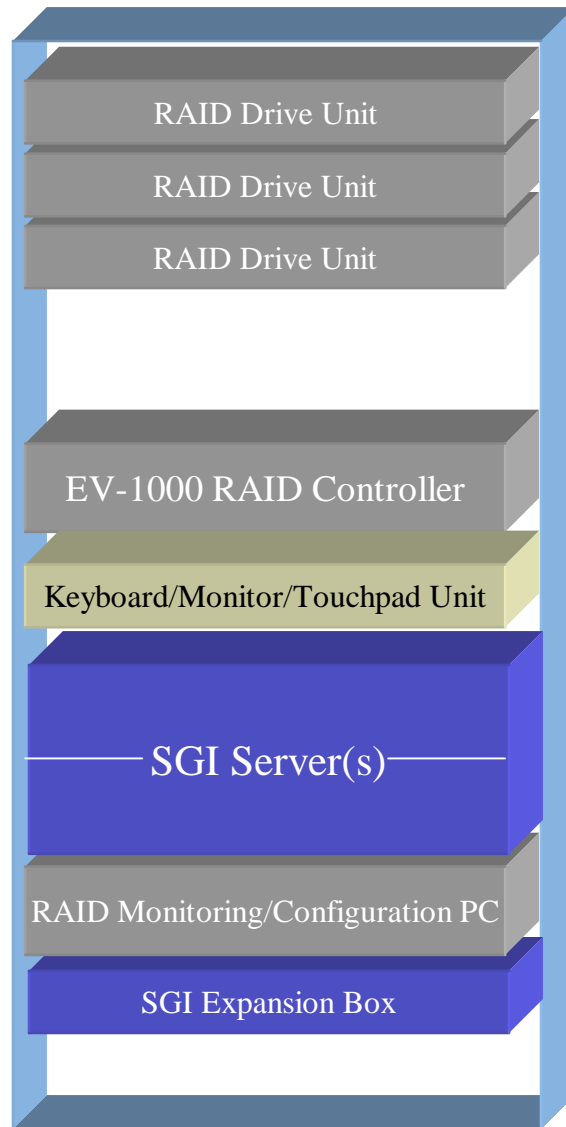 RAID Drive Unit
RAID Drive Unit
RAID Drive Unit
EV-1000 RAID Controller
Keyboard/Monitor/Touchpad Unit
SGI Server(s)
RAID Monitoring/Configuration PC
SGI Expansion Box